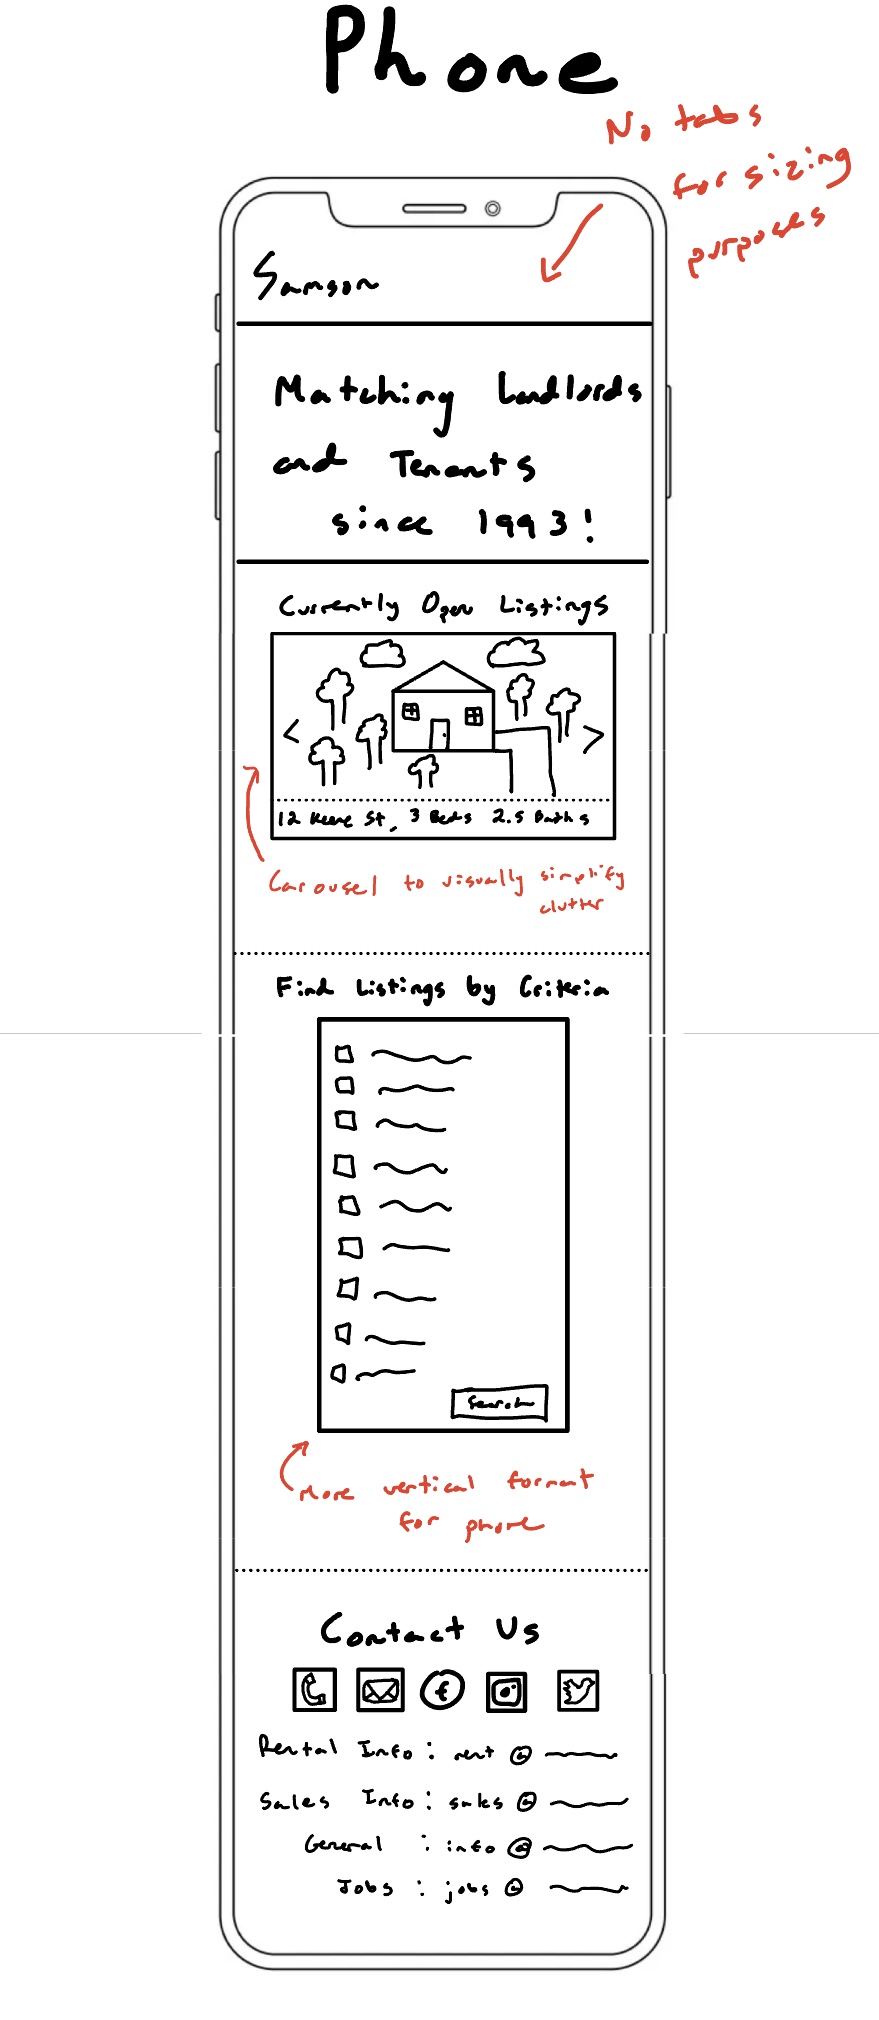 Phone
No tabs
for sizing
purposes
Samson
Matching Landlords
and Tenants
since 1993!
Currently Open Listings
< >
12 Keene St, 3 Beds 2.5 Baths
Carousel to visually simplify
clutter
Find Listings by Criteria
Search
More vertical format
for phone
Contact Us
f
Rental Info: rent @
Sales Info: sales @
General : info @
Jobs : jobs @